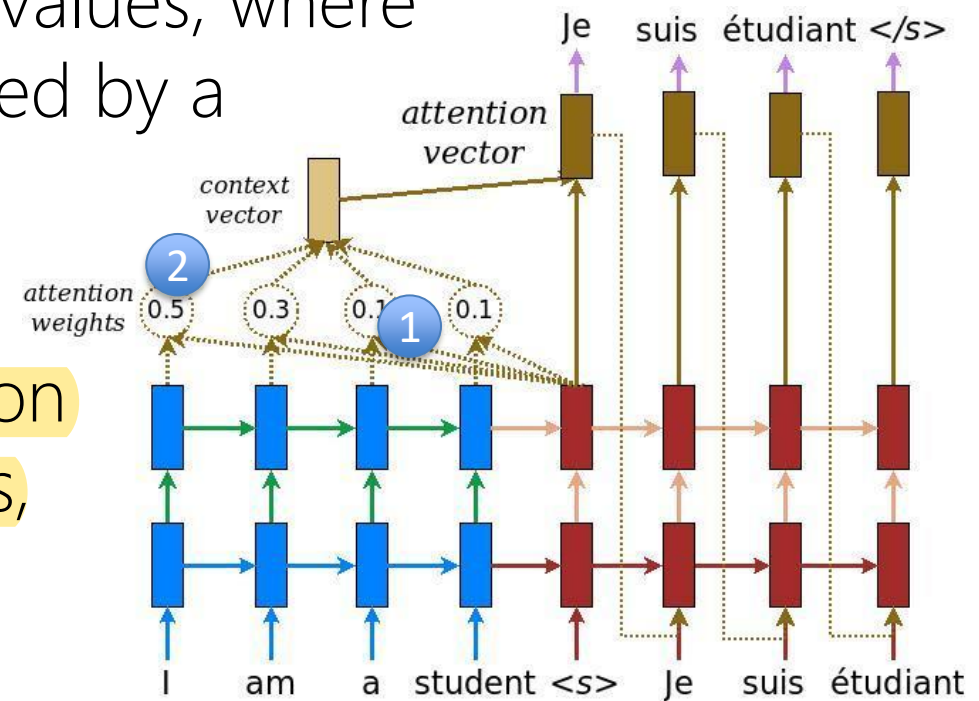 values, where
ed by a
on
s,
Je suis étudiant </s>
attention
vector
context
vector
2
attention
weights
0.5 0.3 0.1 0.1
1
I am a student <s> Je suis étudiant